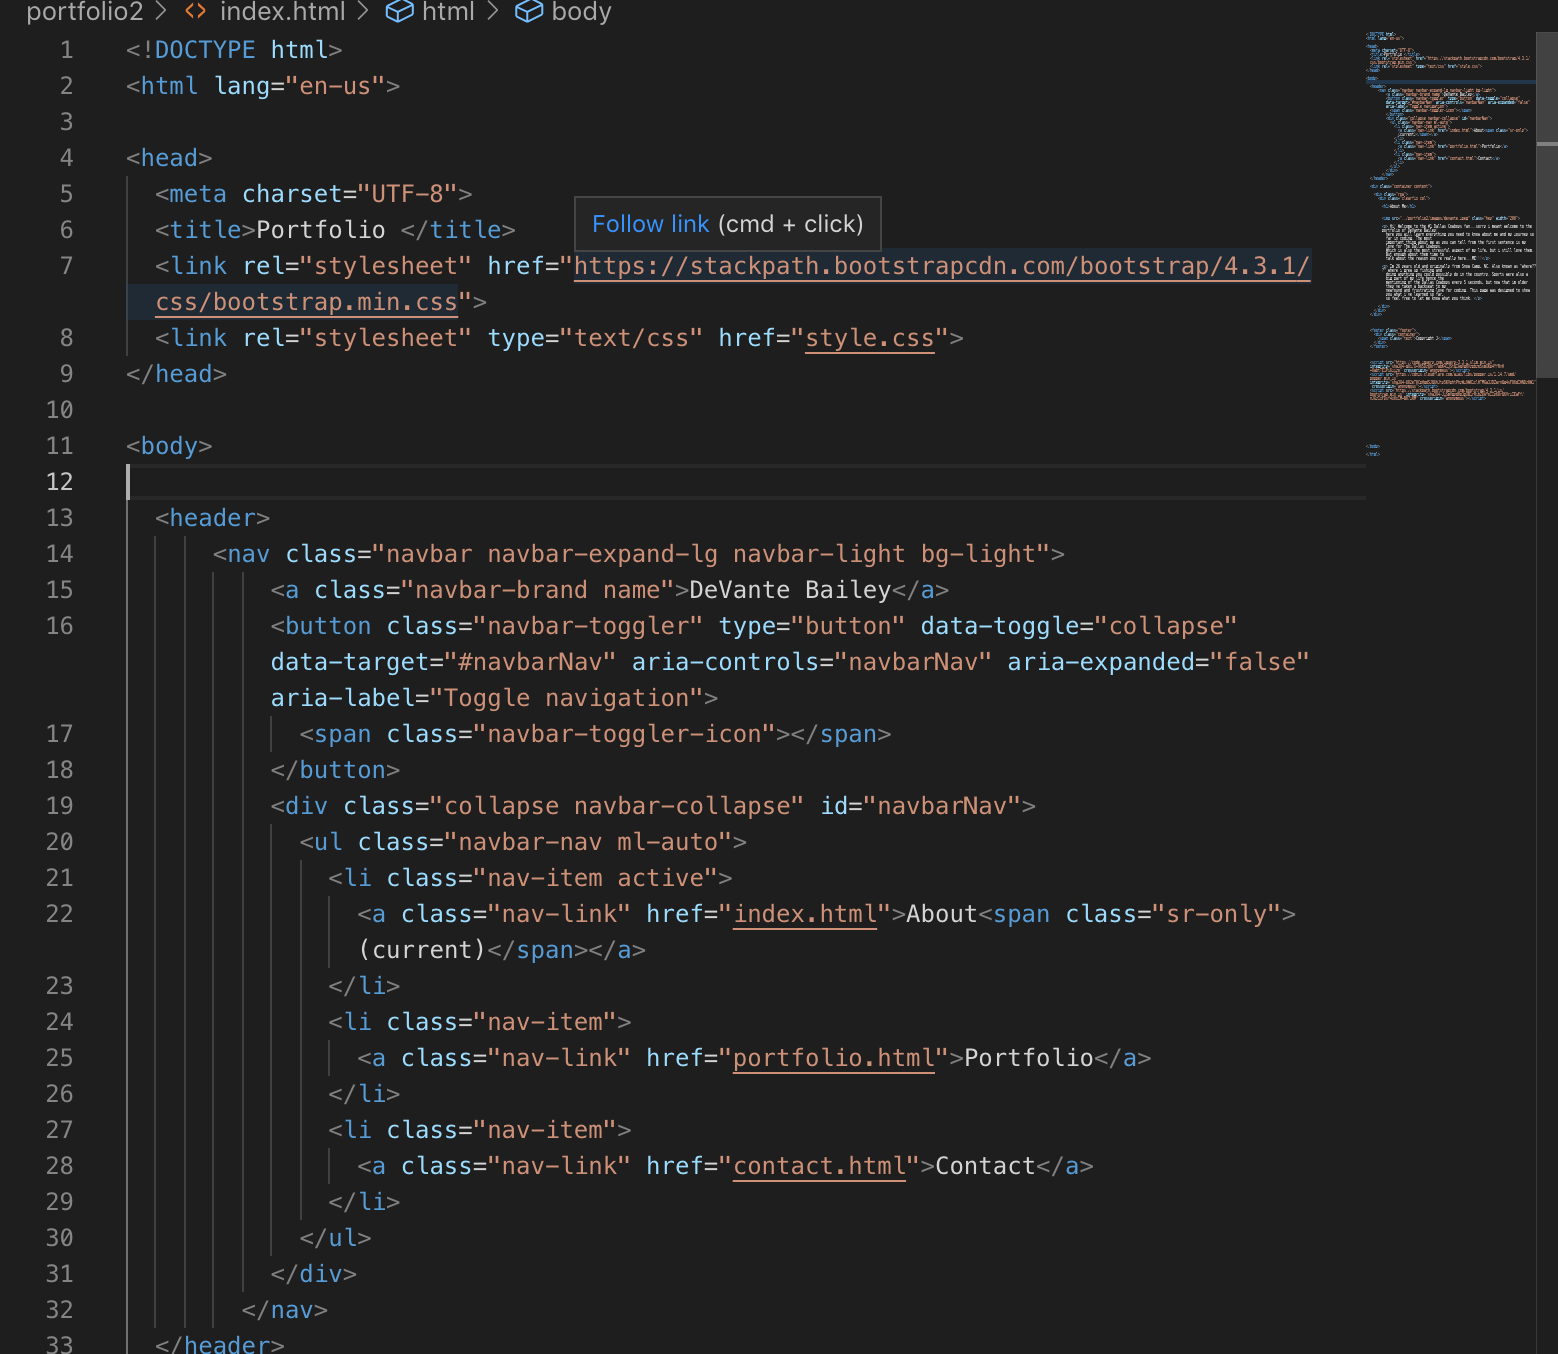 portfolio2 > <> index.html > html > body
1 <!DOCTYPE html>
2 <html lang="en-us">
3
4 <head>
5 <meta charset="UTF-8">
6 <title>Portfolio </title>
Follow link (cmd + click)
7 <link rel="stylesheet" href="https://stackpath.bootstrapcdn.com/bootstrap/4.3.1/
css/bootstrap.min.css">
8 <link rel="stylesheet" type="text/css" href="style.css">
9 </head>
10
11 <body>
12
13 <header>
14 <nav class="navbar navbar-expand-lg navbar-light bg-light">
15 <a class="navbar-brand name">DeVante Bailey</a>
16 <button class="navbar-toggler" type="button" data-toggle="collapse"
data-target="#navbarNav" aria-controls="navbarNav" aria-expanded="false"
aria-label="Toggle navigation">
17 <span class="navbar-toggler-icon"></span>
18 </button>
19 <div class="collapse navbar-collapse" id="navbarNav">
20 <ul class="navbar-nav ml-auto">
21 <li class="nav-item active">
22 <a class="nav-link" href="index.html">About<span class="sr-only">
(current)</span></a>
23 </li>
24 <li class="nav-item">
25 <a class="nav-link" href="portfolio.html">Portfolio</a>
26 </li>
27 <li class="nav-item">
28 <a class="nav-link" href="contact.html">Contact</a>
29 </li>
30 </ul>
31 </div>
32 </nav>
33 </header>